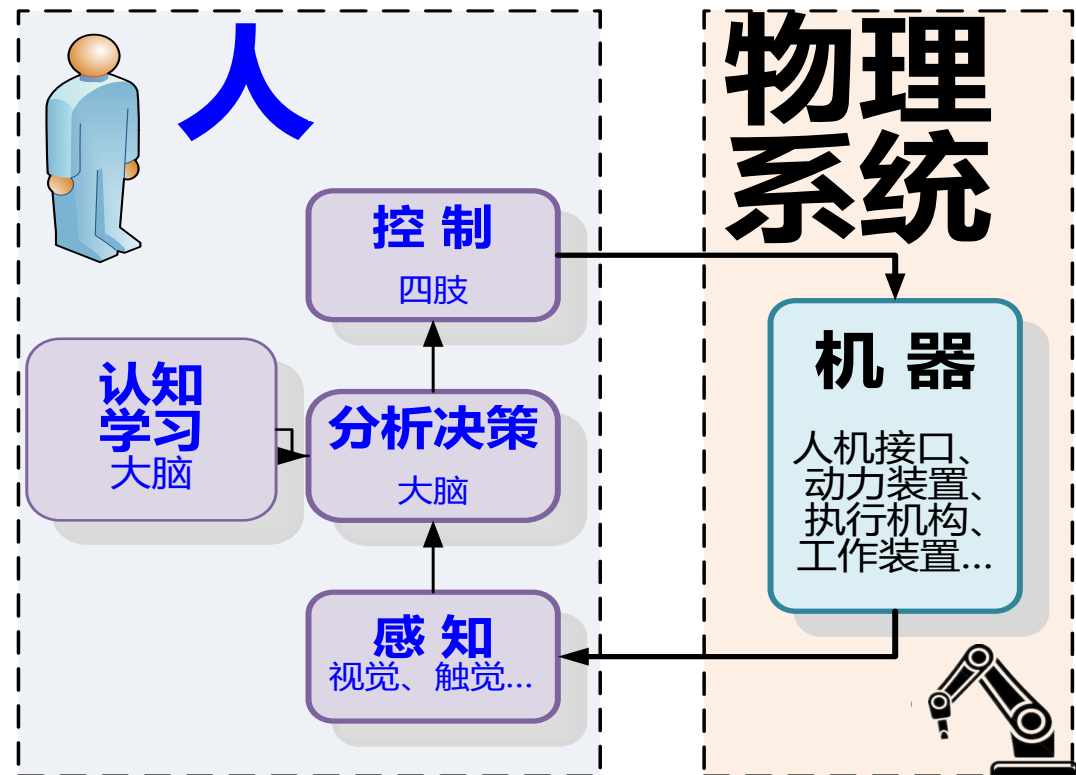 人
控 制
四肢
认知
学习
大脑
分析决策
大脑
感 知
视觉、触觉...
物理
系统
机 器
人机接口、
动力装置、
执行机构、
工作装置...